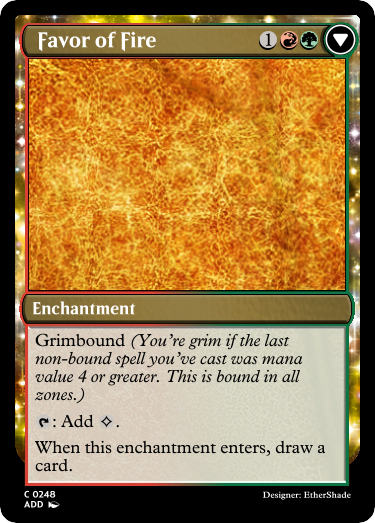 Favor of Fire 1
Enchantment
Grimbound (You're grim if the last
non-bound spell you've cast was mana
value 4 or greater. This is bound in all
zones.)
: Add .
When this enchantment enters, draw a
card.
C 0248
ADD
Designer: EtherShade